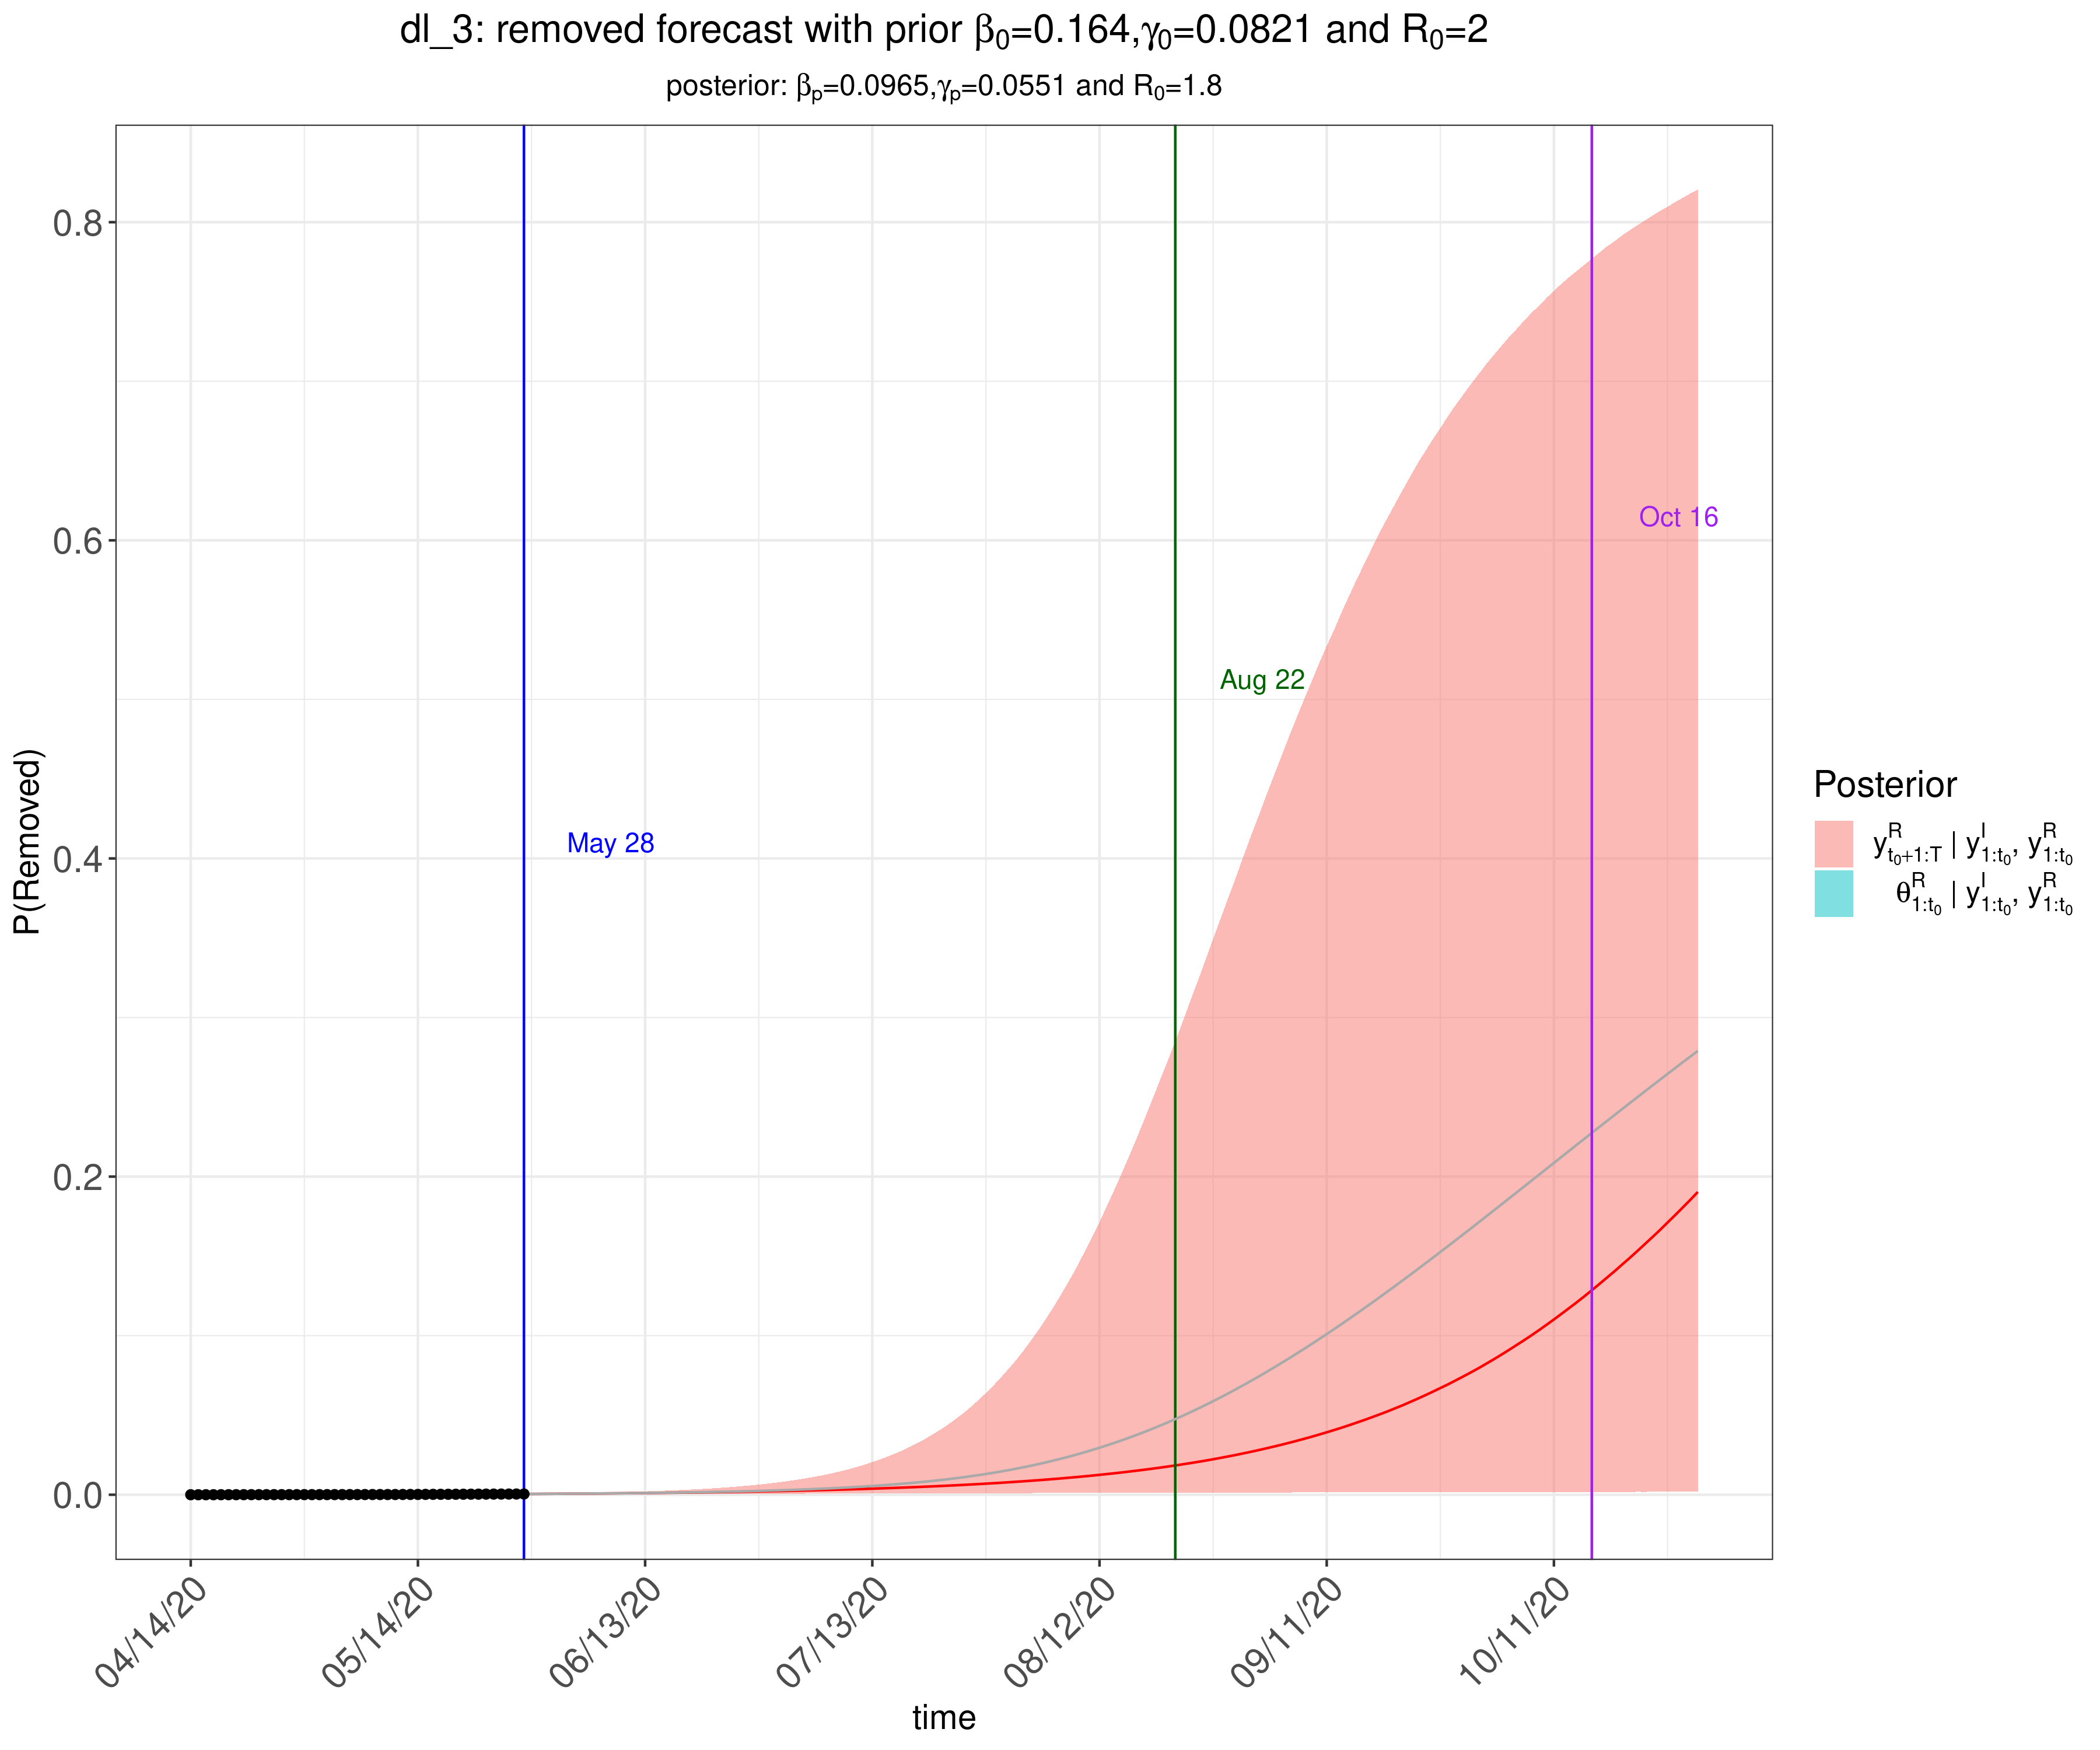 dl_3: removed forecast with prior β₀=0.164,γ₀=0.0821 and R₀=2
posterior: βₚ=0.0965,γₚ=0.0551 and R₀=1.8
P(Removed)
0.8
0.6
0.4
0.2
0.0
May 28
Aug 22
Oct 16
04/14/20
05/14/20
06/13/20
07/13/20
08/12/20
09/11/20
10/11/20
time
Posterior
y^R_{t₀+1:T} | y^I_{1:t₀}, y^R_{1:t₀}
θ^R_{1:t₀} | y^I_{1:t₀}, y^R_{1:t₀}